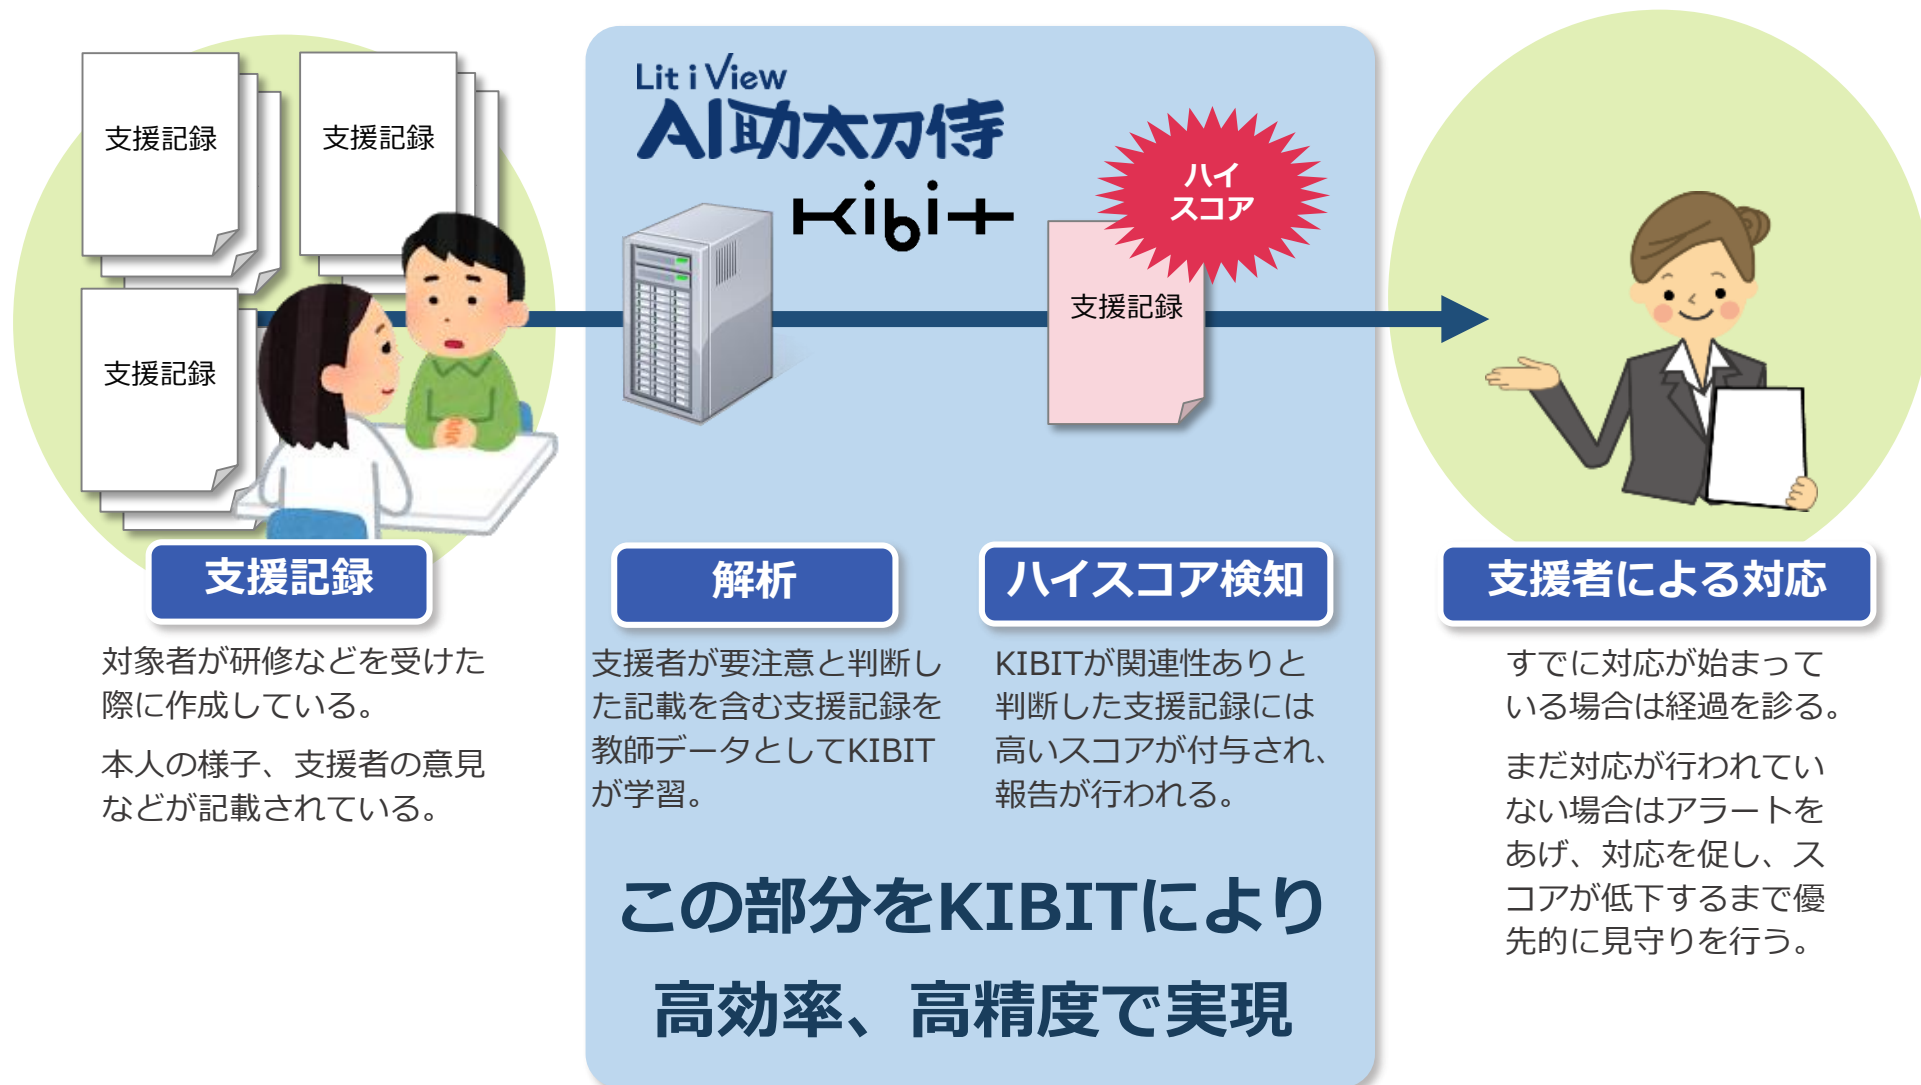 支援記録
支援記録
支援記録
Lit i View
AI助太刀侍
kibit
ハイ
スコア
支援記録
支援記録
対象者が研修などを受けた
際に作成している。
本人の様子、支援者の意見
などが記載されている。
解析
支援者が要注意と判断し
た記載を含む支援記録を
教師データとしてKIBIT
が学習。
ハイスコア検知
KIBITが関連性ありと
判断した支援記録には
高いスコアが付与され、
報告が行われる。
この部分をKIBITにより
高効率、高精度で実現
支援者による対応
すでに対応が始まって
いる場合は経過を診る。
まだ対応が行われてい
ない場合はアラートを
あげ、対応を促し、ス
コアが低下するまで優
先的に見守りを行う。